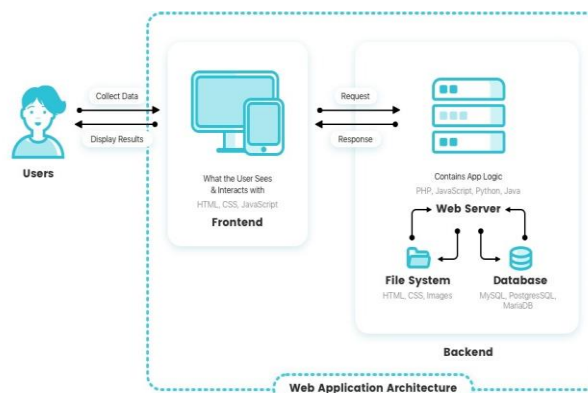 Collect Data
Display Results
Users
What the User Sees
& Interacts with
HTML, CSS, JavaScript
Frontend
Request
Response
Contains App Logic
PHP, JavaScript, Python, Java
Web Server
File System
HTML, CSS, Images
Database
MySQL, PostgresSQL,
MariaDB
Backend
Web Application Architecture